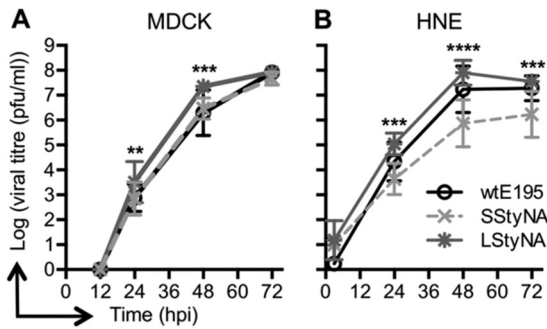 A MDCK
B HNE
Log (viral titre (pfu/ml))
9
8
7
6
5
4
3
2
1
0
** ***
*** **** ***
wtE195
SStyNA
LStyNA
0 12 24 36 48 60 72
0 12 24 36 48 60 72
Time (hpi)